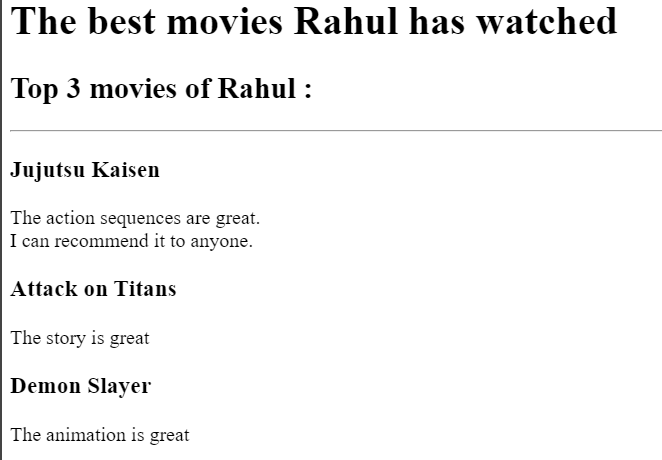 The best movies Rahul has watched
Top 3 movies of Rahul :
Jujutsu Kaisen
The action sequences are great.
I can recommend it to anyone.
Attack on Titans
The story is great
Demon Slayer
The animation is great